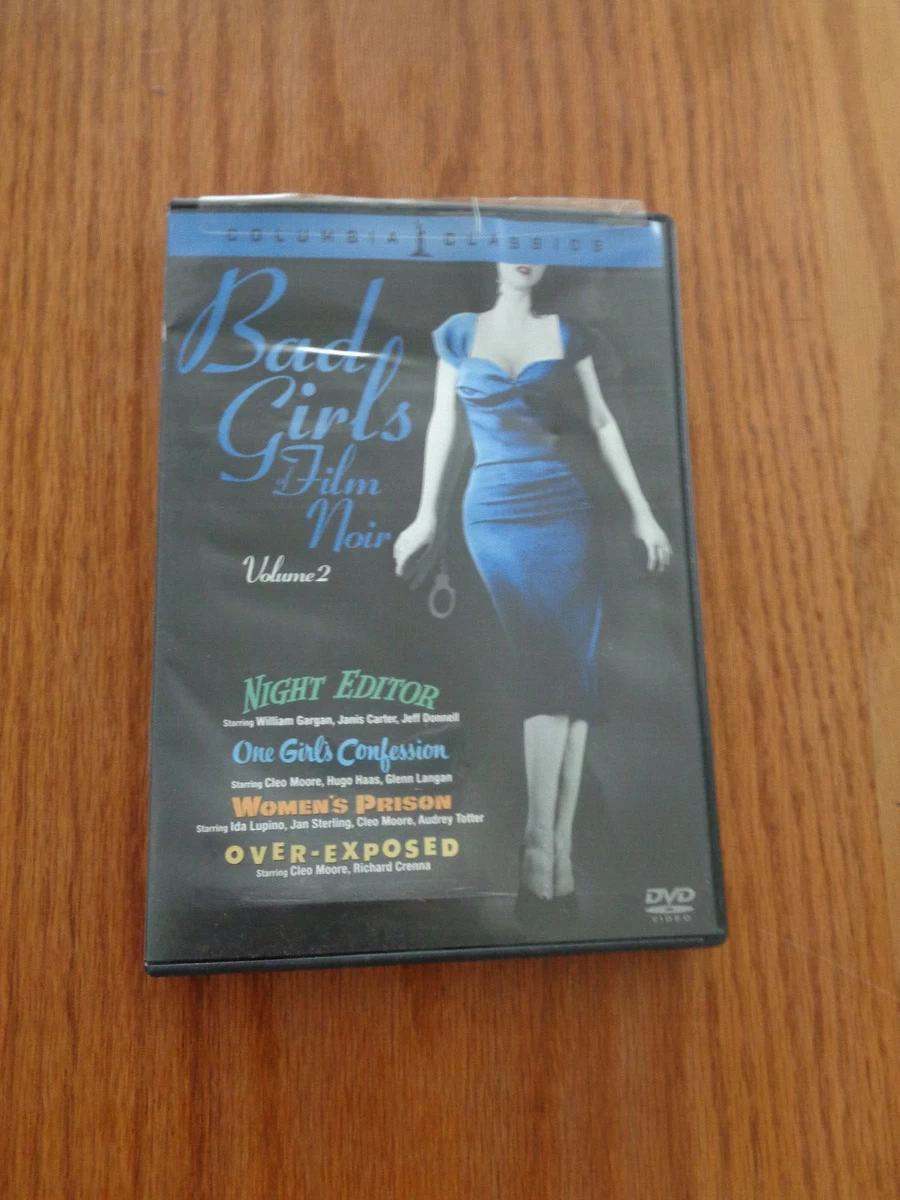 COLUMBIA CLASSICS
Bad
Girls
of Film
Noir
Volume 2
NIGHT EDITOR
Starring William Gargan, Janis Carter, Jeff Donnell
One Girl's Confession
Starring Cleo Moore, Hugo Haas, Glenn Langan
WOMEN'S PRISON
Starring Ida Lupino, Jan Sterling, Cleo Moore, Audrey Totter
OVER-EXPOSED
Starring Cleo Moore, Richard Crenna
DVD
VIDEO